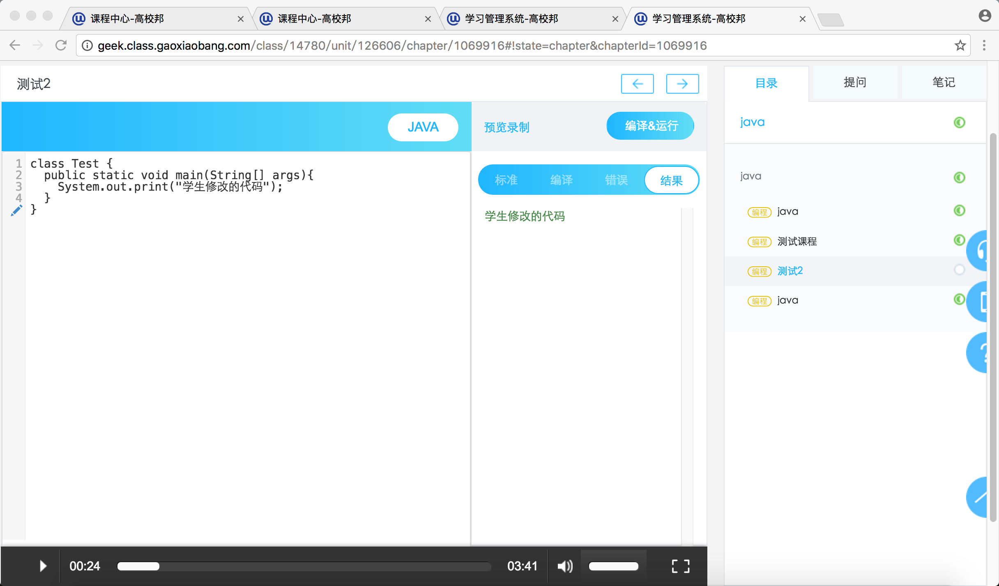 课程中心-高校邦
课程中心-高校邦
学习管理系统-高校邦
学习管理系统-高校邦
geek.class.gaoxiaobang.com/class/14780/unit/126606/chapter/1069916#!state=chapter&chapterId=1069916
测试2
目录
提问
笔记
JAVA
预览录制
编译&运行
java
1 class Test {
2 public static void main(String[] args){
3 System.out.print("学生修改的代码");
4 }
}
标准
编译
错误
结果
学生修改的代码
java
编程 java
编程 测试课程
编程 测试2
编程 java
00:24
03:41